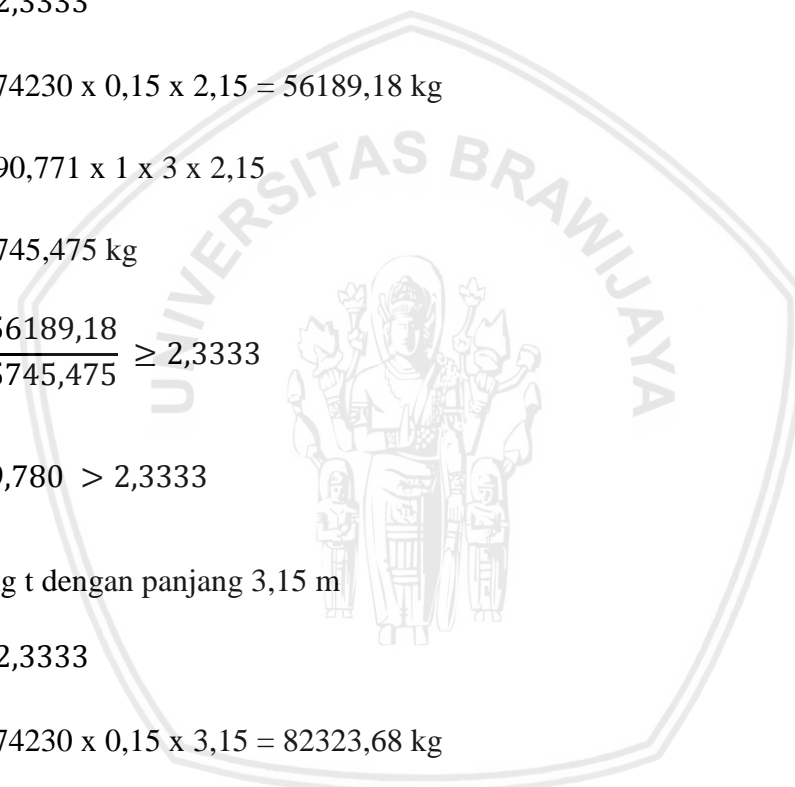 2,3333
74230 x 0,15 x 2,15 = 56189,18 kg
90,771 x 1 x 3 x 2,15
UNIVERSITAS BRAWIJAYA
745,475 kg
56189,18
5745,475
≥ 2,3333
9,780 > 2,3333
g t dengan panjang 3,15 m
2,3333
74230 x 0,15 x 3,15 = 82323,68 kg